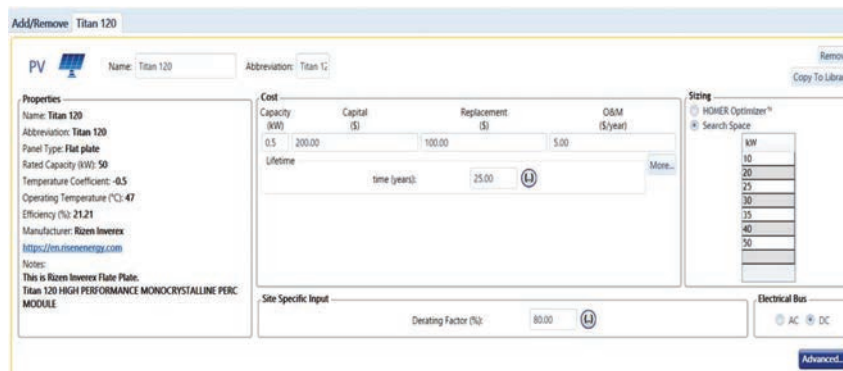 Add/Remove Titan 120
PV Name: Titan 120 Abbreviation: Titan 12
Remov
Copy To Librar
Properties
Name: Titan 120
Abbreviation: Titan 120
Panel Type: Flat plate
Rated Capacity (kW): 50
Temperature Coefficient: -0.5
Operating Temperature (°C): 47
Efficiency (%): 21.21
Manufacturer: Rizen Inverex
https://en.risenenergy.com
Notes:
This is Rizen Inverex Flate Plate.
Titan 120 HIGH PERFORMANCE MONOCRYSTALLINE PERC
MODULE
Cost
Capacity Capital Replacement O&M
(kW) ($) ($) ($/year)
0.5 200.00 100.00 5.00
Lifetime
time (years): 25.00 (..)
More...
Sizing
HOMER Optimizer™
Search Space
kW
10
20
25
30
35
40
50
Site Specific Input
Derating Factor (%): 80.00 (..)
Electrical Bus
AC DC
Advanced...